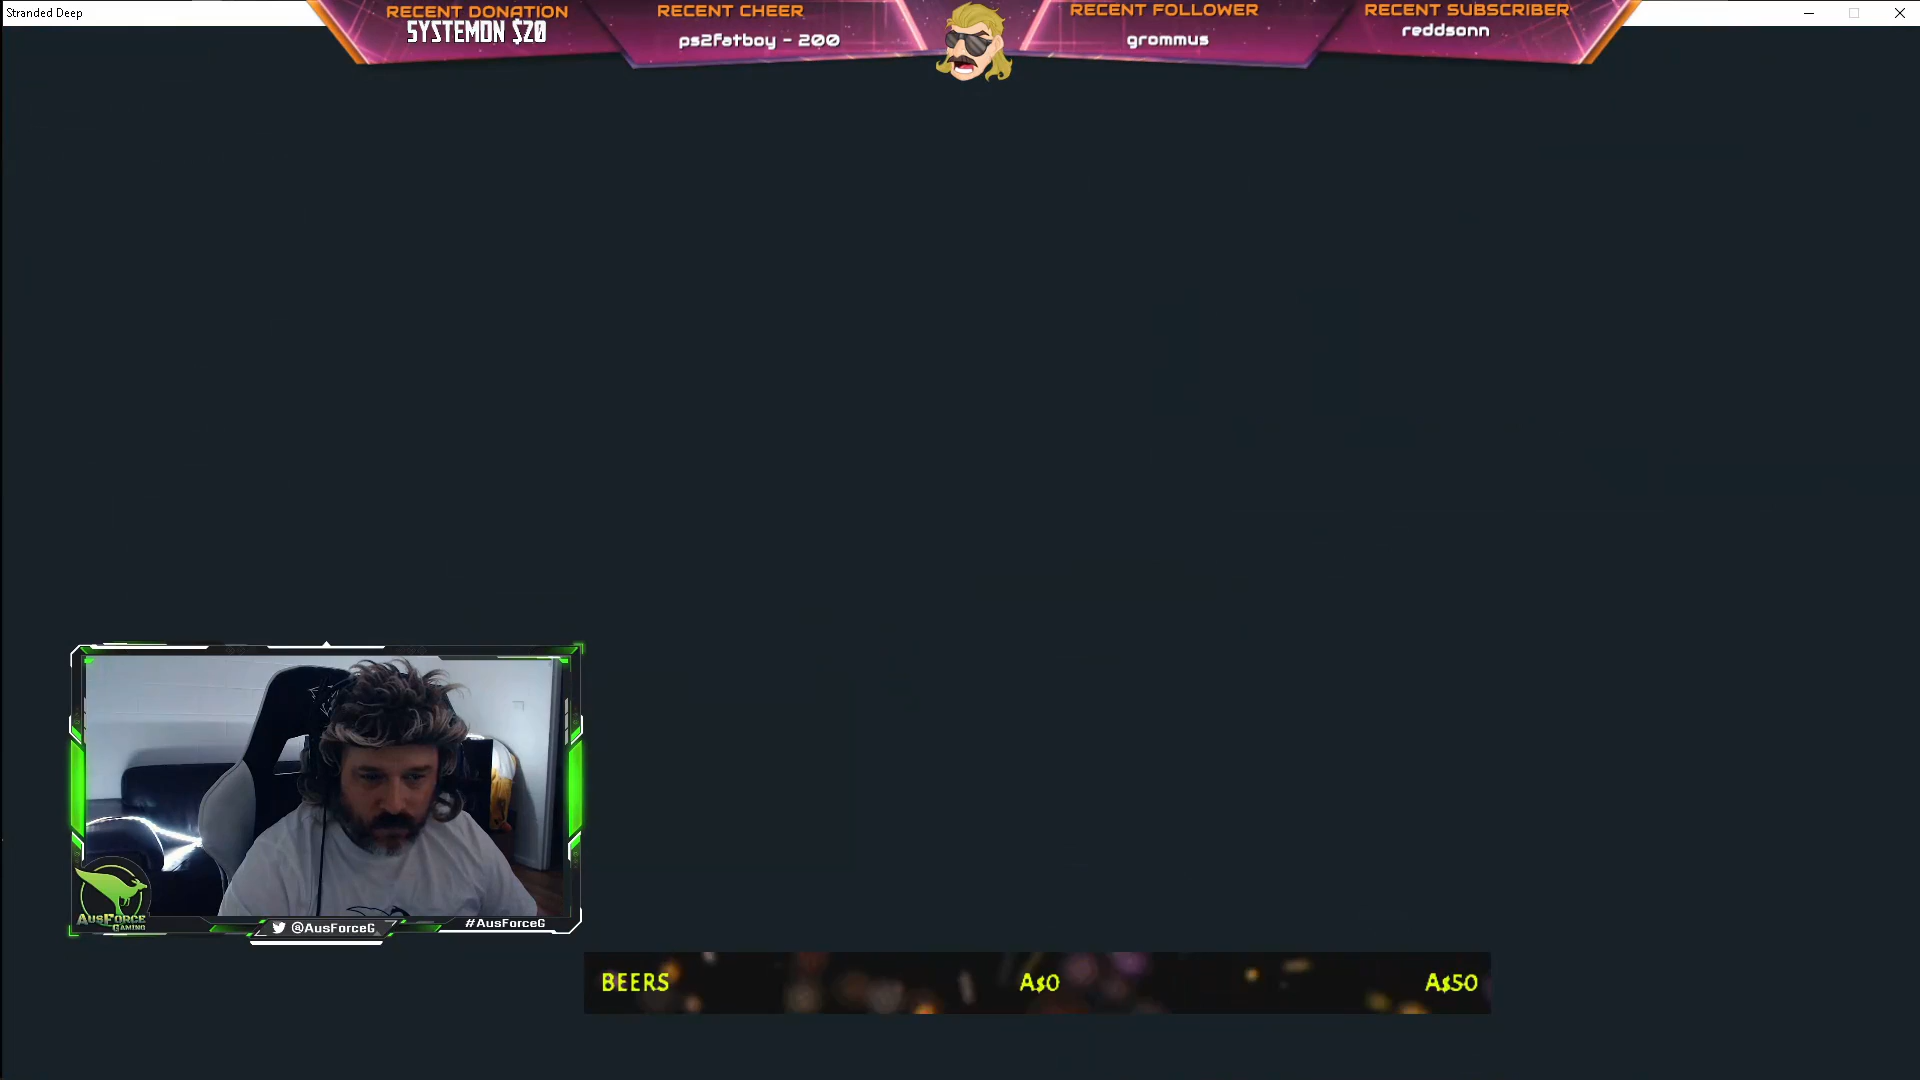 Stranded Deep
RECENT DONATION
SYSTEMON $20
RECENT CHEER
ps2fatboy - 200
RECENT FOLLOWER
grommus
RECENT SUBSCRIBER
reddsonn
AUSFORCE
GAMING
@AusForceG
#AusForceG
BEERS
A$0
A$50